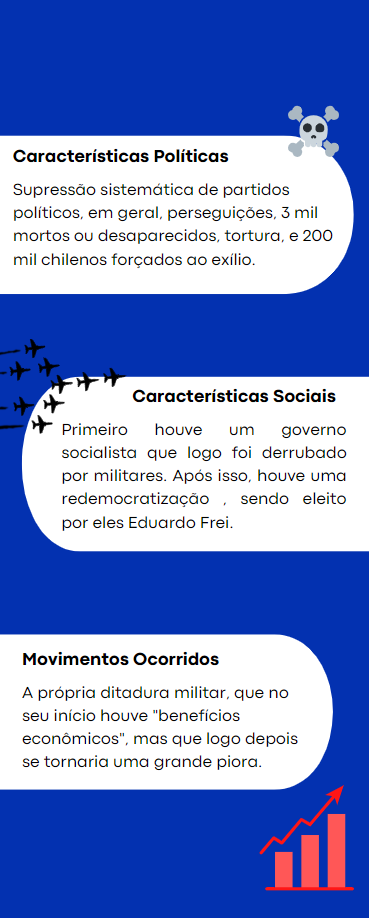 Características Políticas
Supressão sistemática de partidos
políticos, em geral, perseguições, 3 mil
mortos ou desaparecidos, tortura, e 200
mil chilenos forçados ao exílio.
Características Sociais
Primeiro houve um governo
socialista que logo foi derrubado
por militares. Após isso, houve uma
redemocratização , sendo eleito
por eles Eduardo Frei.
Movimentos Ocorridos
A própria ditadura militar, que no
seu início houve "benefícios
econômicos", mas que logo depois
se tornaria uma grande piora.